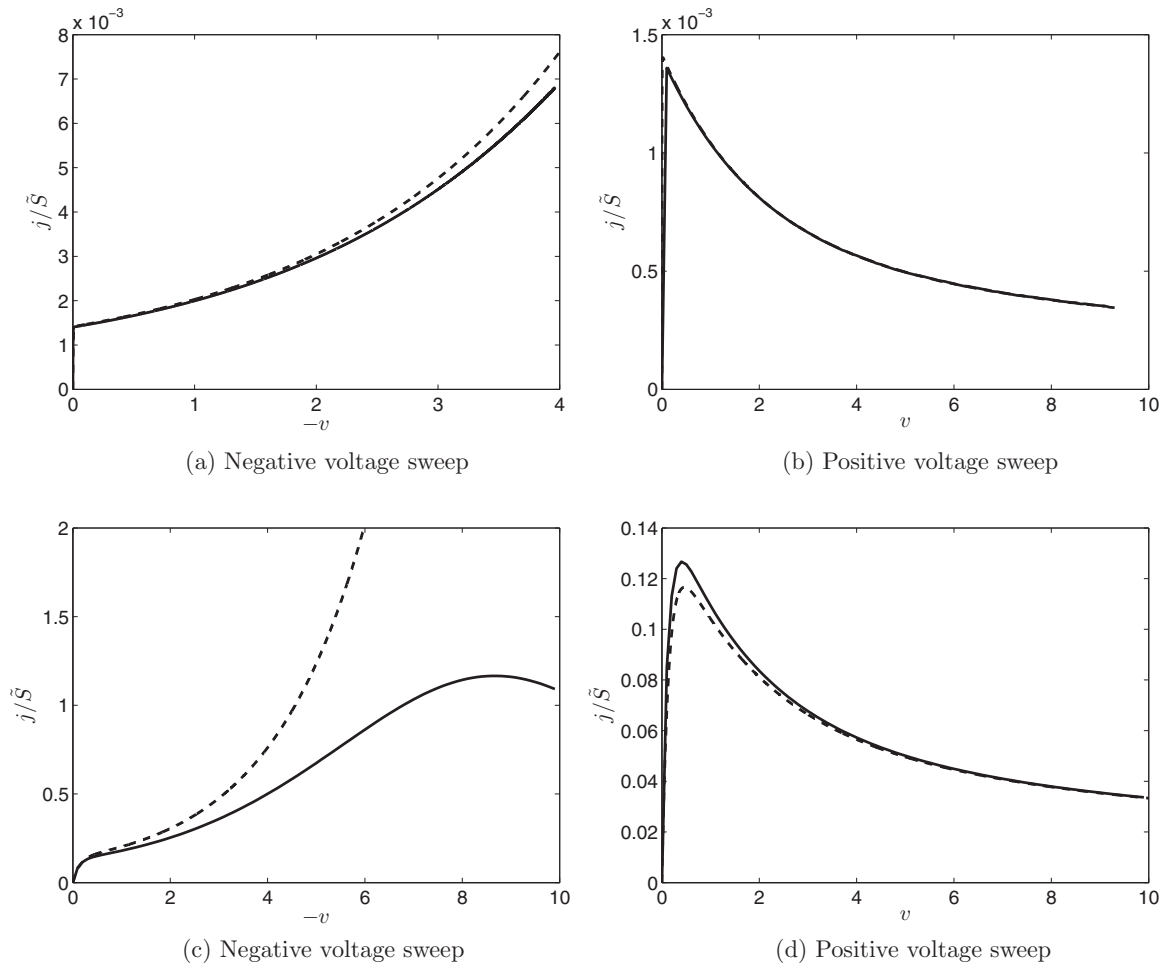 x 10⁻³
8
7
6
5
4
3
2
1
0
j/S̃
0 1 2 3 4
−v
(a) Negative voltage sweep
x 10⁻³
1.5
1
0.5
0
j/S̃
0 2 4 6 8 10
v
(b) Positive voltage sweep
2
1.5
1
0.5
0
j/S̃
0 2 4 6 8 10
−v
(c) Negative voltage sweep
0.14
0.12
0.1
0.08
0.06
0.04
0.02
0
j/S̃
0 2 4 6 8 10
v
(d) Positive voltage sweep